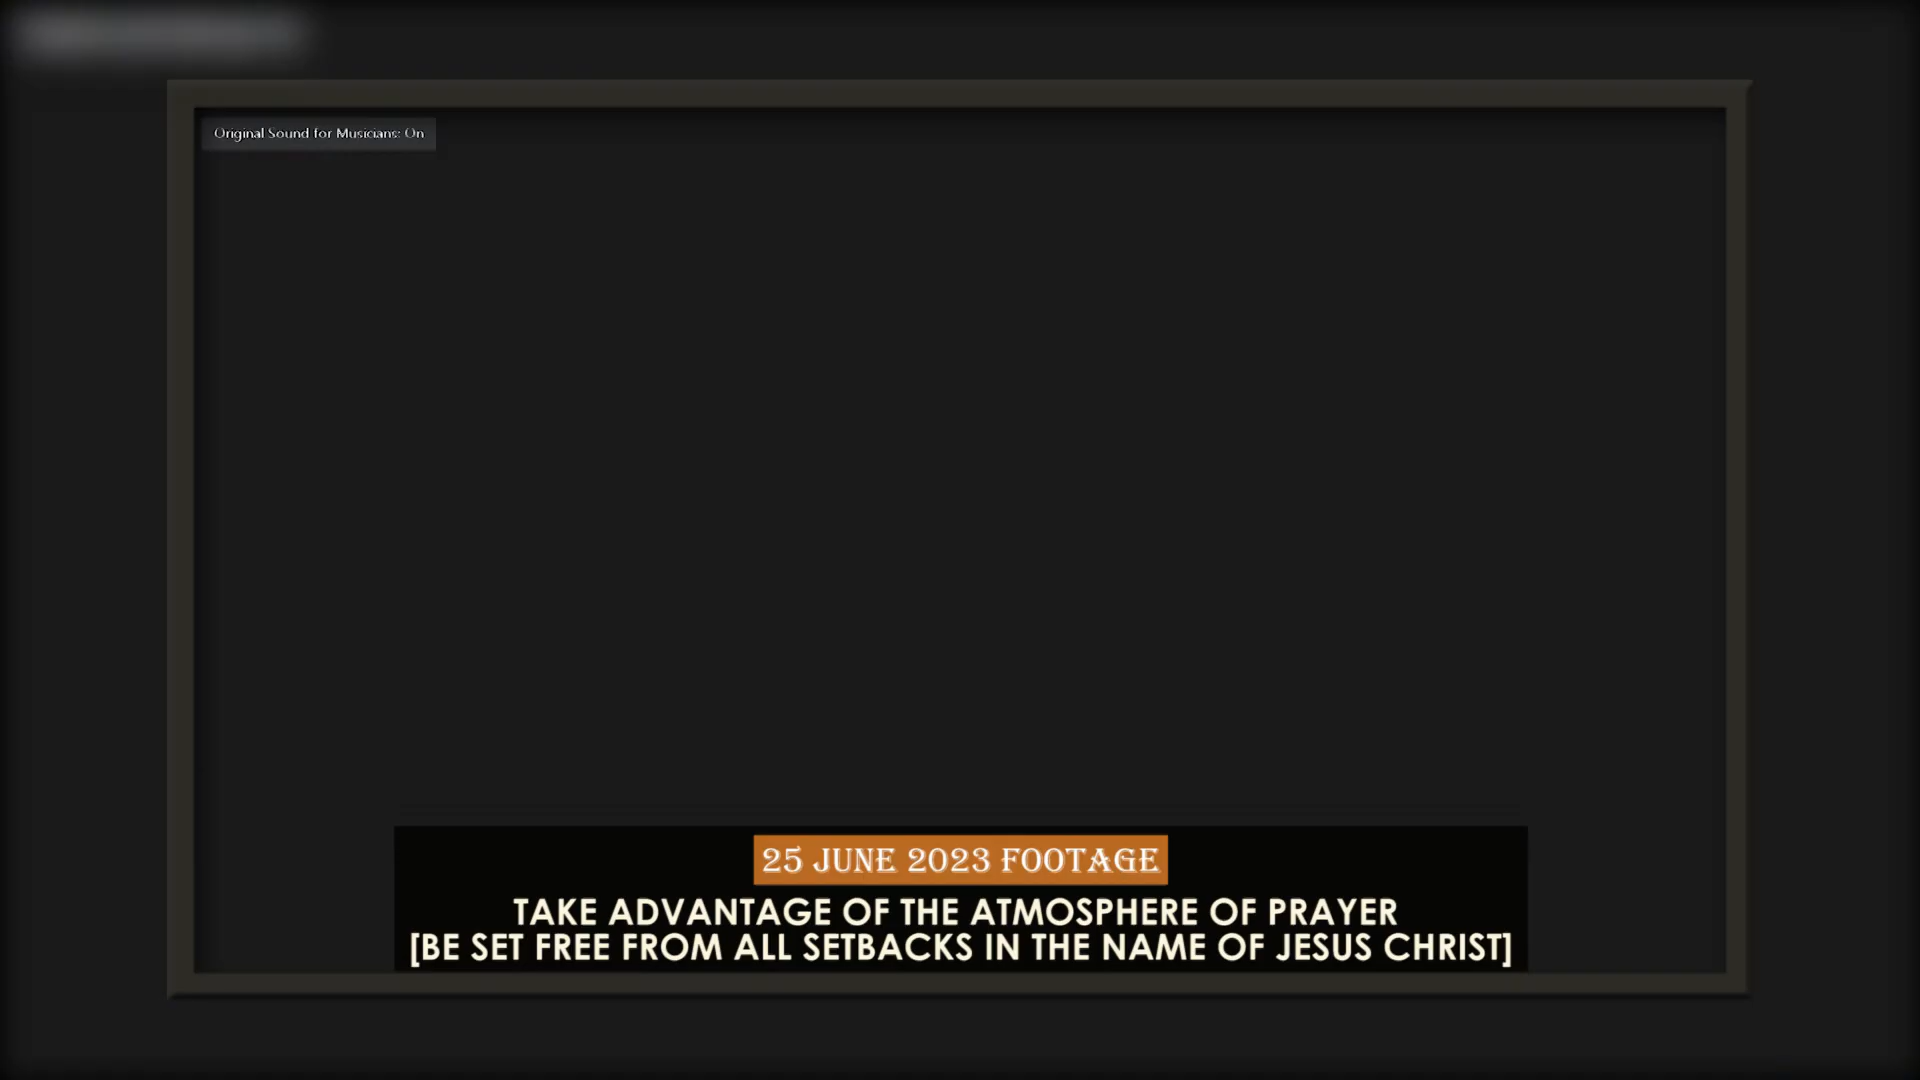 Original Sound for Musicians: On
25 JUNE 2023 FOOTAGE
TAKE ADVANTAGE OF THE ATMOSPHERE OF PRAYER
[BE SET FREE FROM ALL SETBACKS IN THE NAME OF JESUS CHRIST]